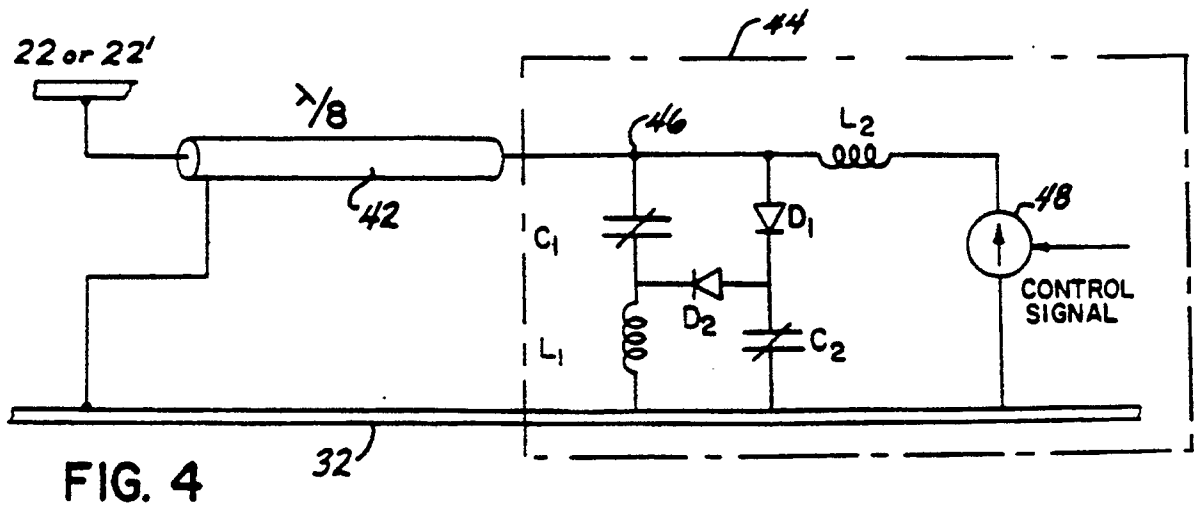 44
22 or 22'
λ/8
46
L2
42
C1
D1
48
D2
CONTROL
SIGNAL
L1
C2
32
FIG. 4